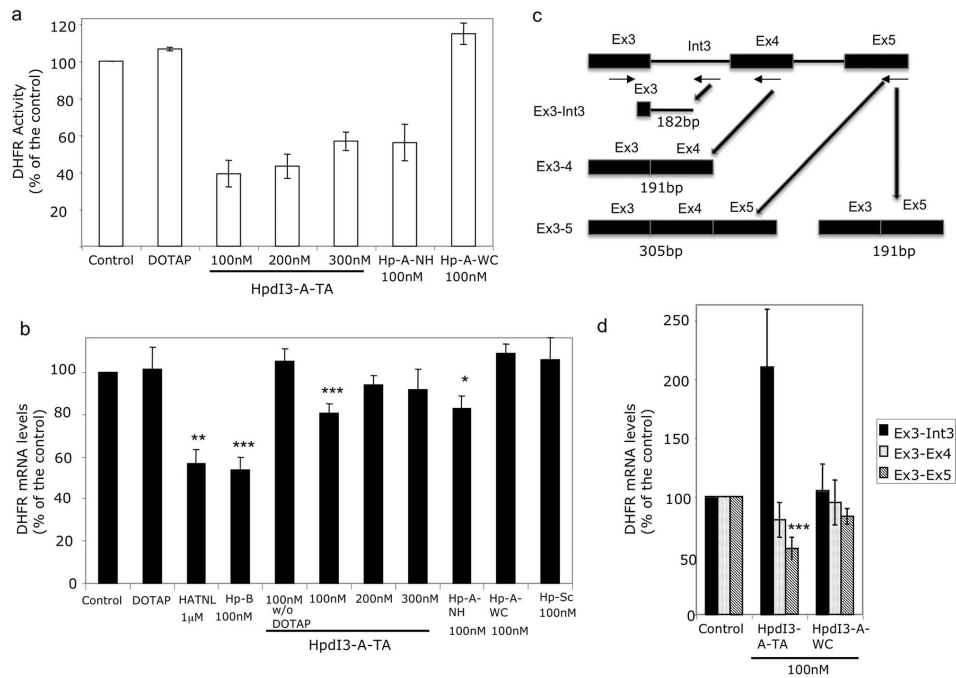 a
DHFR Activity
(% of the control)
120
100
80
60
40
20
Control
DOTAP
100nM
200nM
300nM
HpdI3-A-TA
Hp-A-NH
100nM
Hp-A-WC
100nM
b
DHFR mRNA levels
(% of the control)
100
80
60
40
20
0
**
***
***
*
Control
DOTAP
HATNL
1μM
Hp-B
100nM
100nM
w/o
DOTAP
100nM
200nM
300nM
HpdI3-A-TA
Hp-A-
NH
100nM
Hp-A-
WC
100nM
Hp-Sc
100nM
c
Ex3
Int3
Ex4
Ex5
Ex3-Int3
Ex3
182bp
Ex3-4
Ex3
Ex4
191bp
Ex3-5
Ex3
Ex4
Ex5
305bp
Ex3
Ex5
191bp
d
DHFR mRNA levels
(% of the control)
250
200
150
100
50
0
***
Control
HpdI3-
A-TA
HpdI3-A-
WC
100nM
Ex3-Int3
Ex3-Ex4
Ex3-Ex5